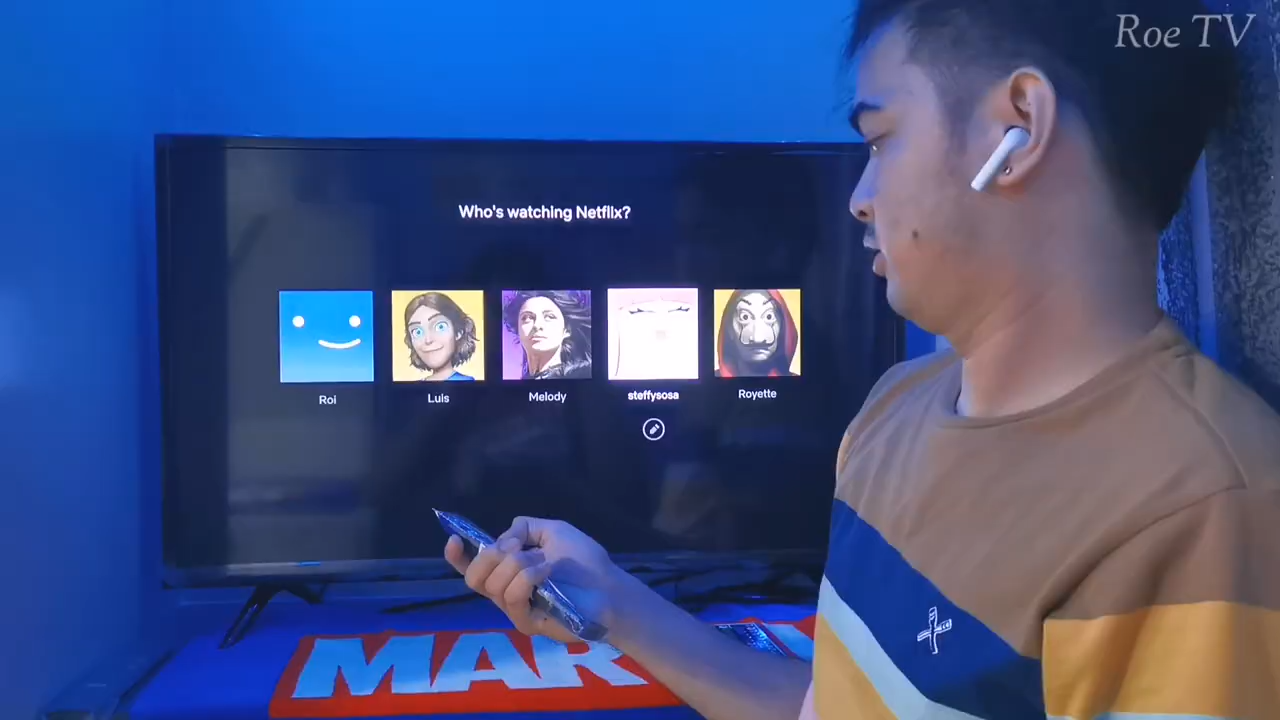 Roe TV
Who's watching Netflix?
Roi
Luis
Melody
steffysosa
Royette
MAR